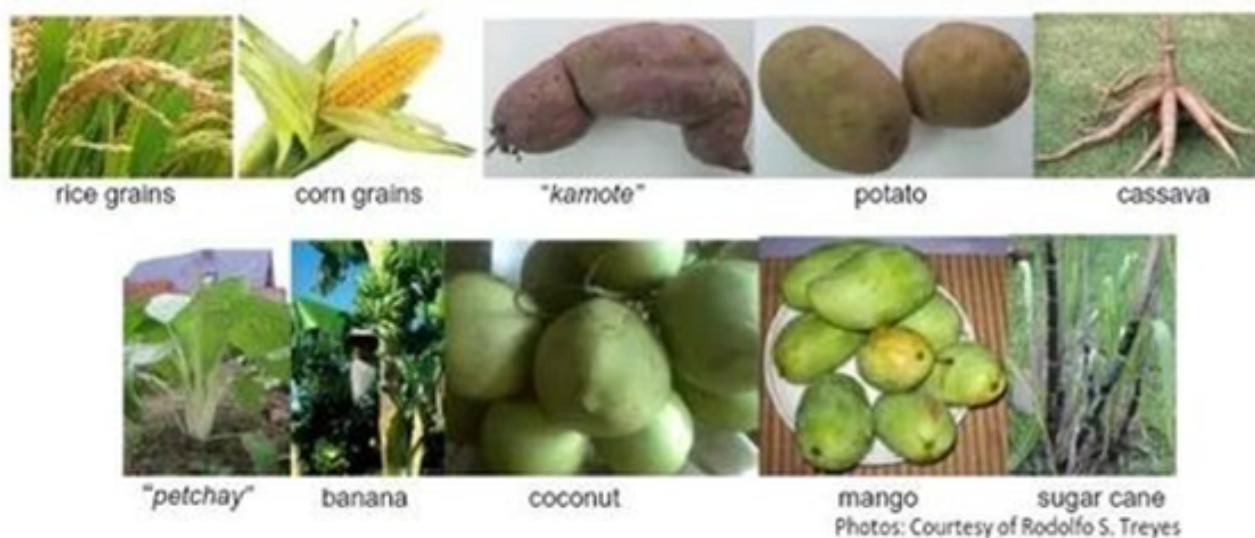 rice grains corn grains "kamote" potato cassava
"petchay" banana coconut mango sugar cane
Photos: Courtesy of Rodolfo S. Treyes